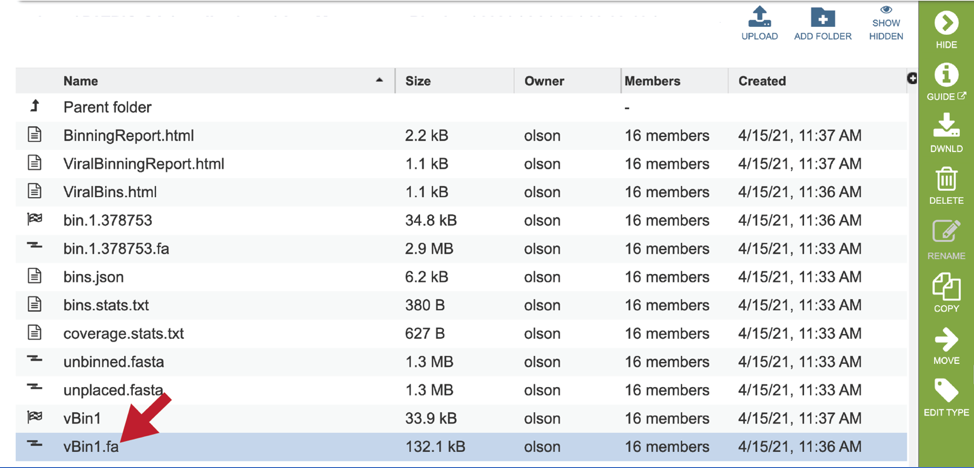 UPLOAD ADD FOLDER SHOW HIDDEN
HIDE
GUIDE
DWNLD
DELETE
RENAME
COPY
MOVE
EDIT TYPE
Name Size Owner Members Created
Parent folder -
BinningReport.html 2.2 kB olson 16 members 4/15/21, 11:37 AM
ViralBinningReport.html 1.1 kB olson 16 members 4/15/21, 11:37 AM
ViralBins.html 1.1 kB olson 16 members 4/15/21, 11:36 AM
bin.1.378753 34.8 kB olson 16 members 4/15/21, 11:36 AM
bin.1.378753.fa 2.9 MB olson 16 members 4/15/21, 11:33 AM
bins.json 6.2 kB olson 16 members 4/15/21, 11:33 AM
bins.stats.txt 380 B olson 16 members 4/15/21, 11:33 AM
coverage.stats.txt 627 B olson 16 members 4/15/21, 11:33 AM
unbinned.fasta 1.3 MB olson 16 members 4/15/21, 11:33 AM
unplaced.fasta 1.3 MB olson 16 members 4/15/21, 11:33 AM
vBin1 33.9 kB olson 16 members 4/15/21, 11:37 AM
vBin1.fa 132.1 kB olson 16 members 4/15/21, 11:36 AM